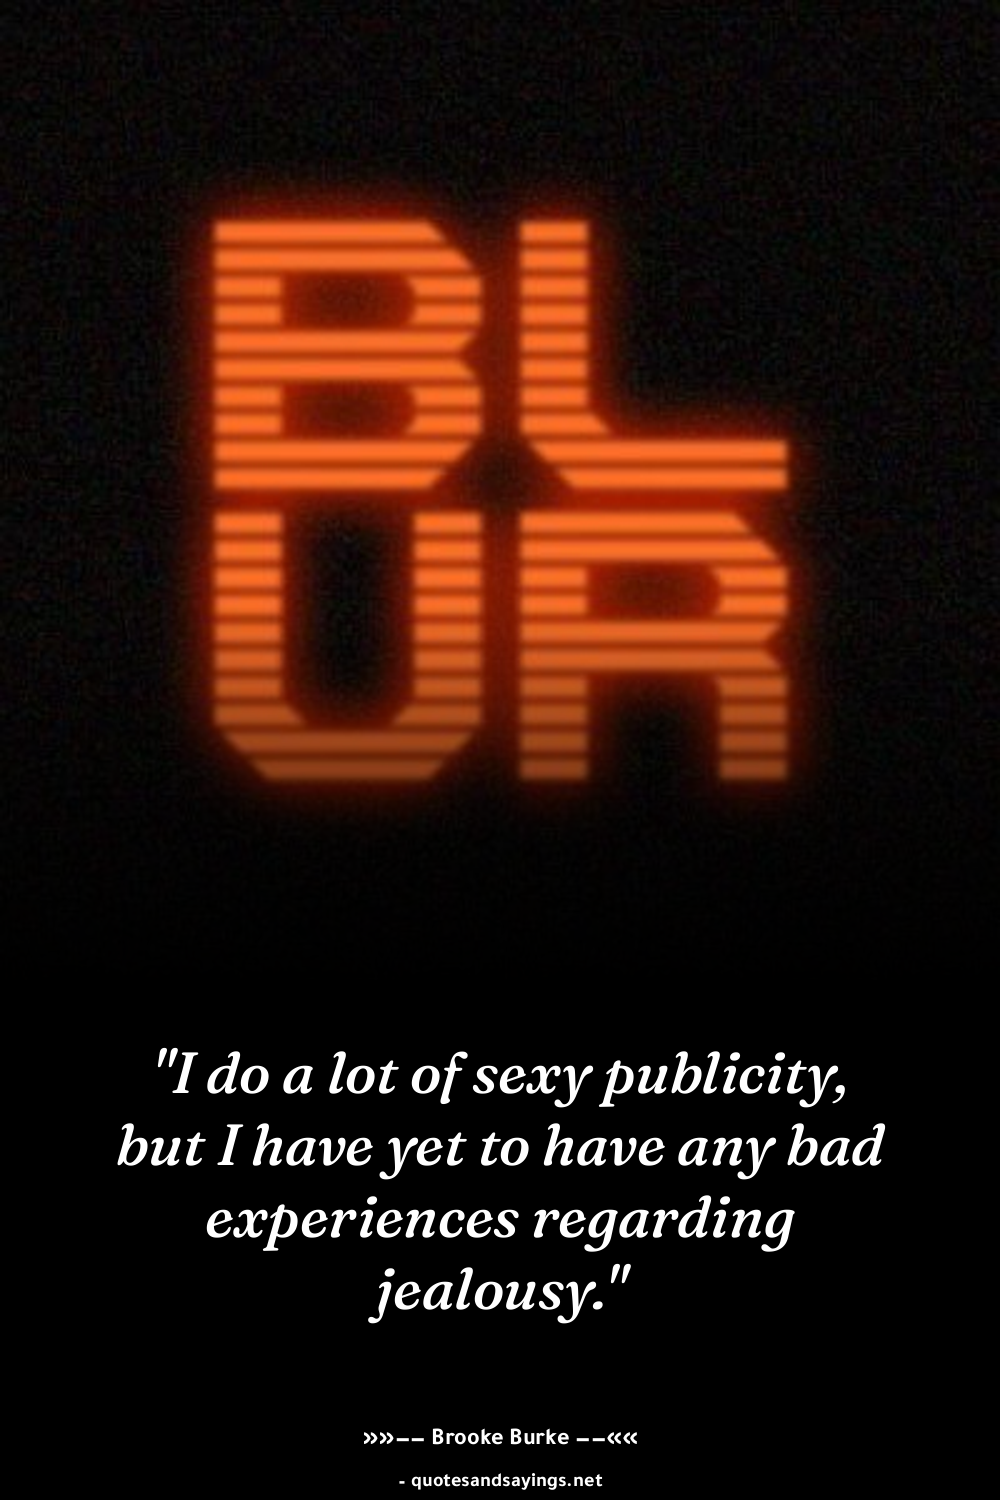 BL
UR
"I do a lot of sexy publicity,
but I have yet to have any bad
experiences regarding
jealousy."
»»—— Brooke Burke ——««
- quotesandsayings.net